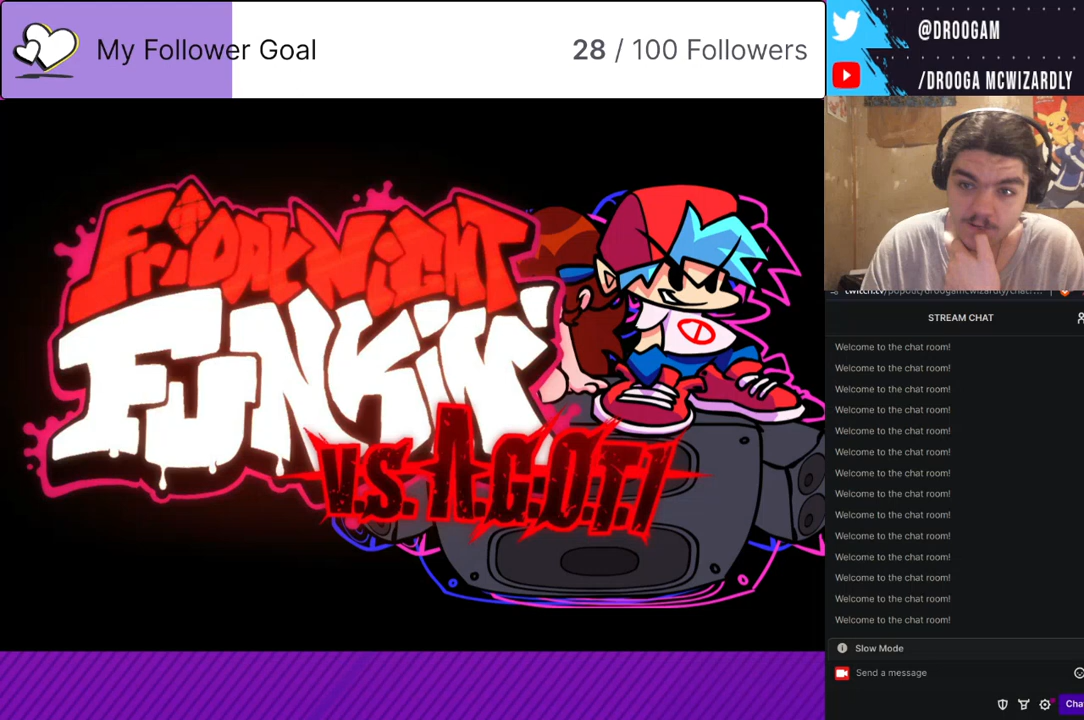 My Follower Goal
28 / 100 Followers
@DROOGAM
/DROOGA MCWIZARDLY
FRiDAY NiGHT
FUNKiN'
V.S. A.G.O.T.I
STREAM CHAT
Welcome to the chat room!
Welcome to the chat room!
Welcome to the chat room!
Welcome to the chat room!
Welcome to the chat room!
Welcome to the chat room!
Welcome to the chat room!
Welcome to the chat room!
Welcome to the chat room!
Welcome to the chat room!
Welcome to the chat room!
Welcome to the chat room!
Welcome to the chat room!
Welcome to the chat room!
Slow Mode
Send a message
Cha